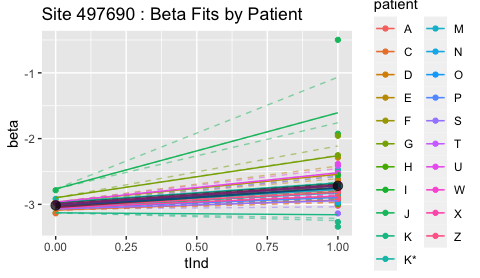 Site 497690 : Beta Fits by Patient
beta
-1
-2
-3
0.00
0.25
0.50
0.75
1.00
tInd
patient
A
C
D
E
F
G
H
I
J
K
K*
M
N
O
P
S
T
U
W
X
Z